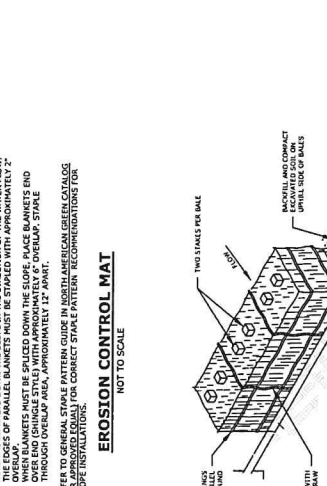 THE EDGES OF PARALLEL BLANKETS MUST BE STAPLED WITH APPROXIMATELY 2"
OVERLAP.
WHEN BLANKETS MUST BE SPLICED DOWN THE SLOPE, PLACE BLANKETS END
OVER END (SHINGLE STYLE) WITH APPROXIMATELY 6" OVERLAP. STAPLE
THROUGH OVERLAP AREA, APPROXIMATELY 12" APART.
FER TO GENERAL STAPLE PATTERN GUIDE IN NORTH AMERICAN GREEN CATALOG
R APPROVED EQUAL) FOR CORRECT STAPLE PATTERN RECOMMENDATIONS FOR
OPE INSTALLATIONS.
EROSION CONTROL MAT
NOT TO SCALE
TWO STAKES PER BALE
FLOW
BACKFILL AND COMPACT
EXCAVATED SOIL ON
UPHILL SIDE OF BALES
NGS
LLEL
UND
WITH
RAW